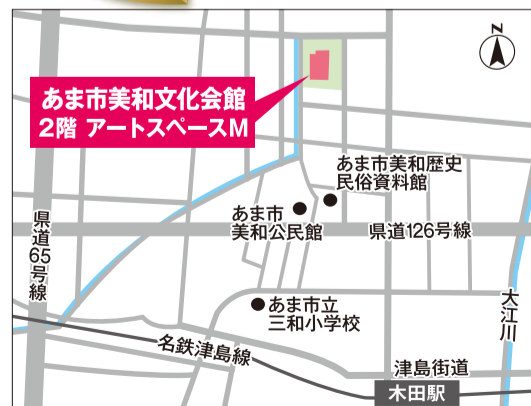 N
あま市美和文化会館
2階 アートスペースM
あま市美和歴史
民俗資料館
あま市
美和公民館
県道126号線
県道65号線
大江川
あま市立
三和小学校
名鉄津島線
津島街道
木田駅